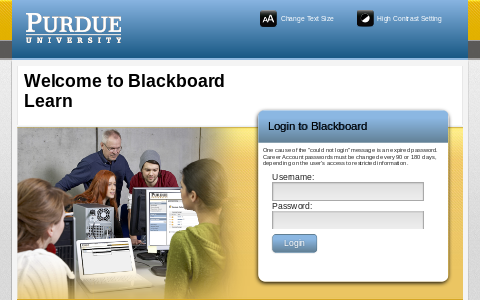 PURDUE
UNIVERSITY
AA Change Text Size
High Contrast Setting
Welcome to Blackboard
Learn
Login to Blackboard
One cause of the "could not login" message is an expired password.
Career Account passwords must be changed every 90 or 180 days,
depending on the user's access to restricted information.
Username:
Password:
Login